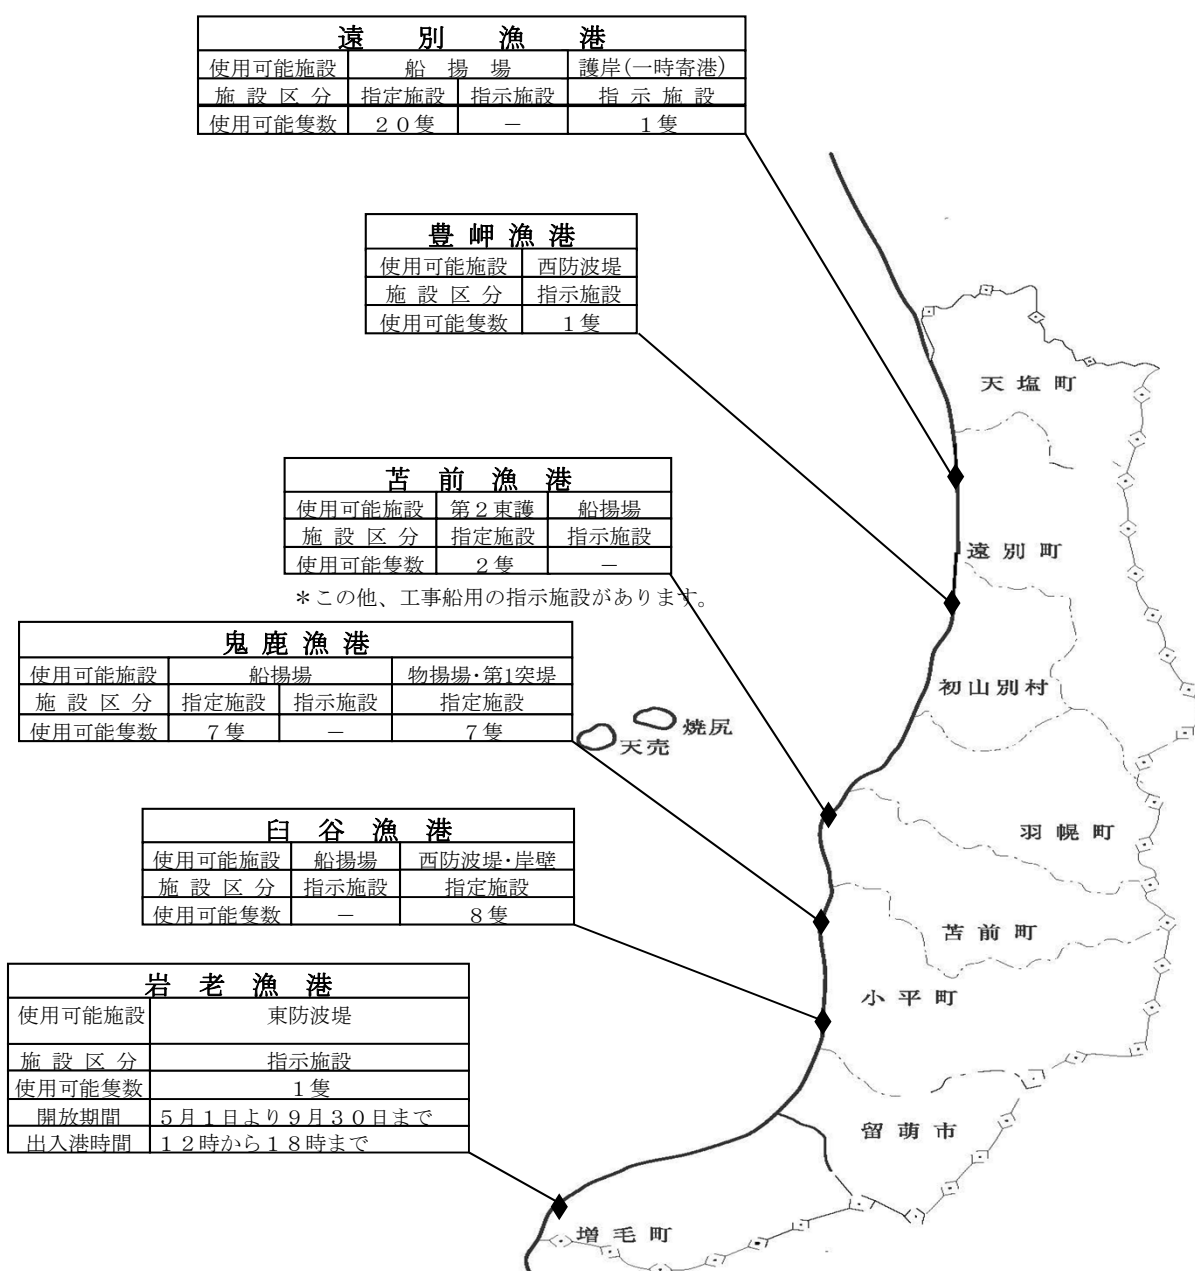 遠別漁港
使用可能施設 船揚場 護岸(一時寄港)
施設区分 指定施設 指示施設 指示施設
使用可能隻数 20隻 － 1隻
豊岬漁港
使用可能施設 西防波堤
施設区分 指示施設
使用可能隻数 1隻
天塩町
苫前漁港
使用可能施設 第2東護 船揚場
施設区分 指定施設 指示施設
使用可能隻数 2隻 －
＊この他、工事船用の指示施設があります。
遠別町
鬼鹿漁港
使用可能施設 船揚場 物揚場・第1突堤
施設区分 指定施設 指示施設 指定施設
使用可能隻数 7隻 － 7隻
初山別村
焼尻
天売
臼谷漁港
使用可能施設 船揚場 西防波堤・岸壁
施設区分 指示施設 指定施設
使用可能隻数 － 8隻
羽幌町
苫前町
小平町
岩老漁港
使用可能施設 東防波堤
施設区分 指示施設
使用可能隻数 1隻
開放期間 5月1日より9月30日まで
出入港時間 12時から18時まで
留萌市
増毛町